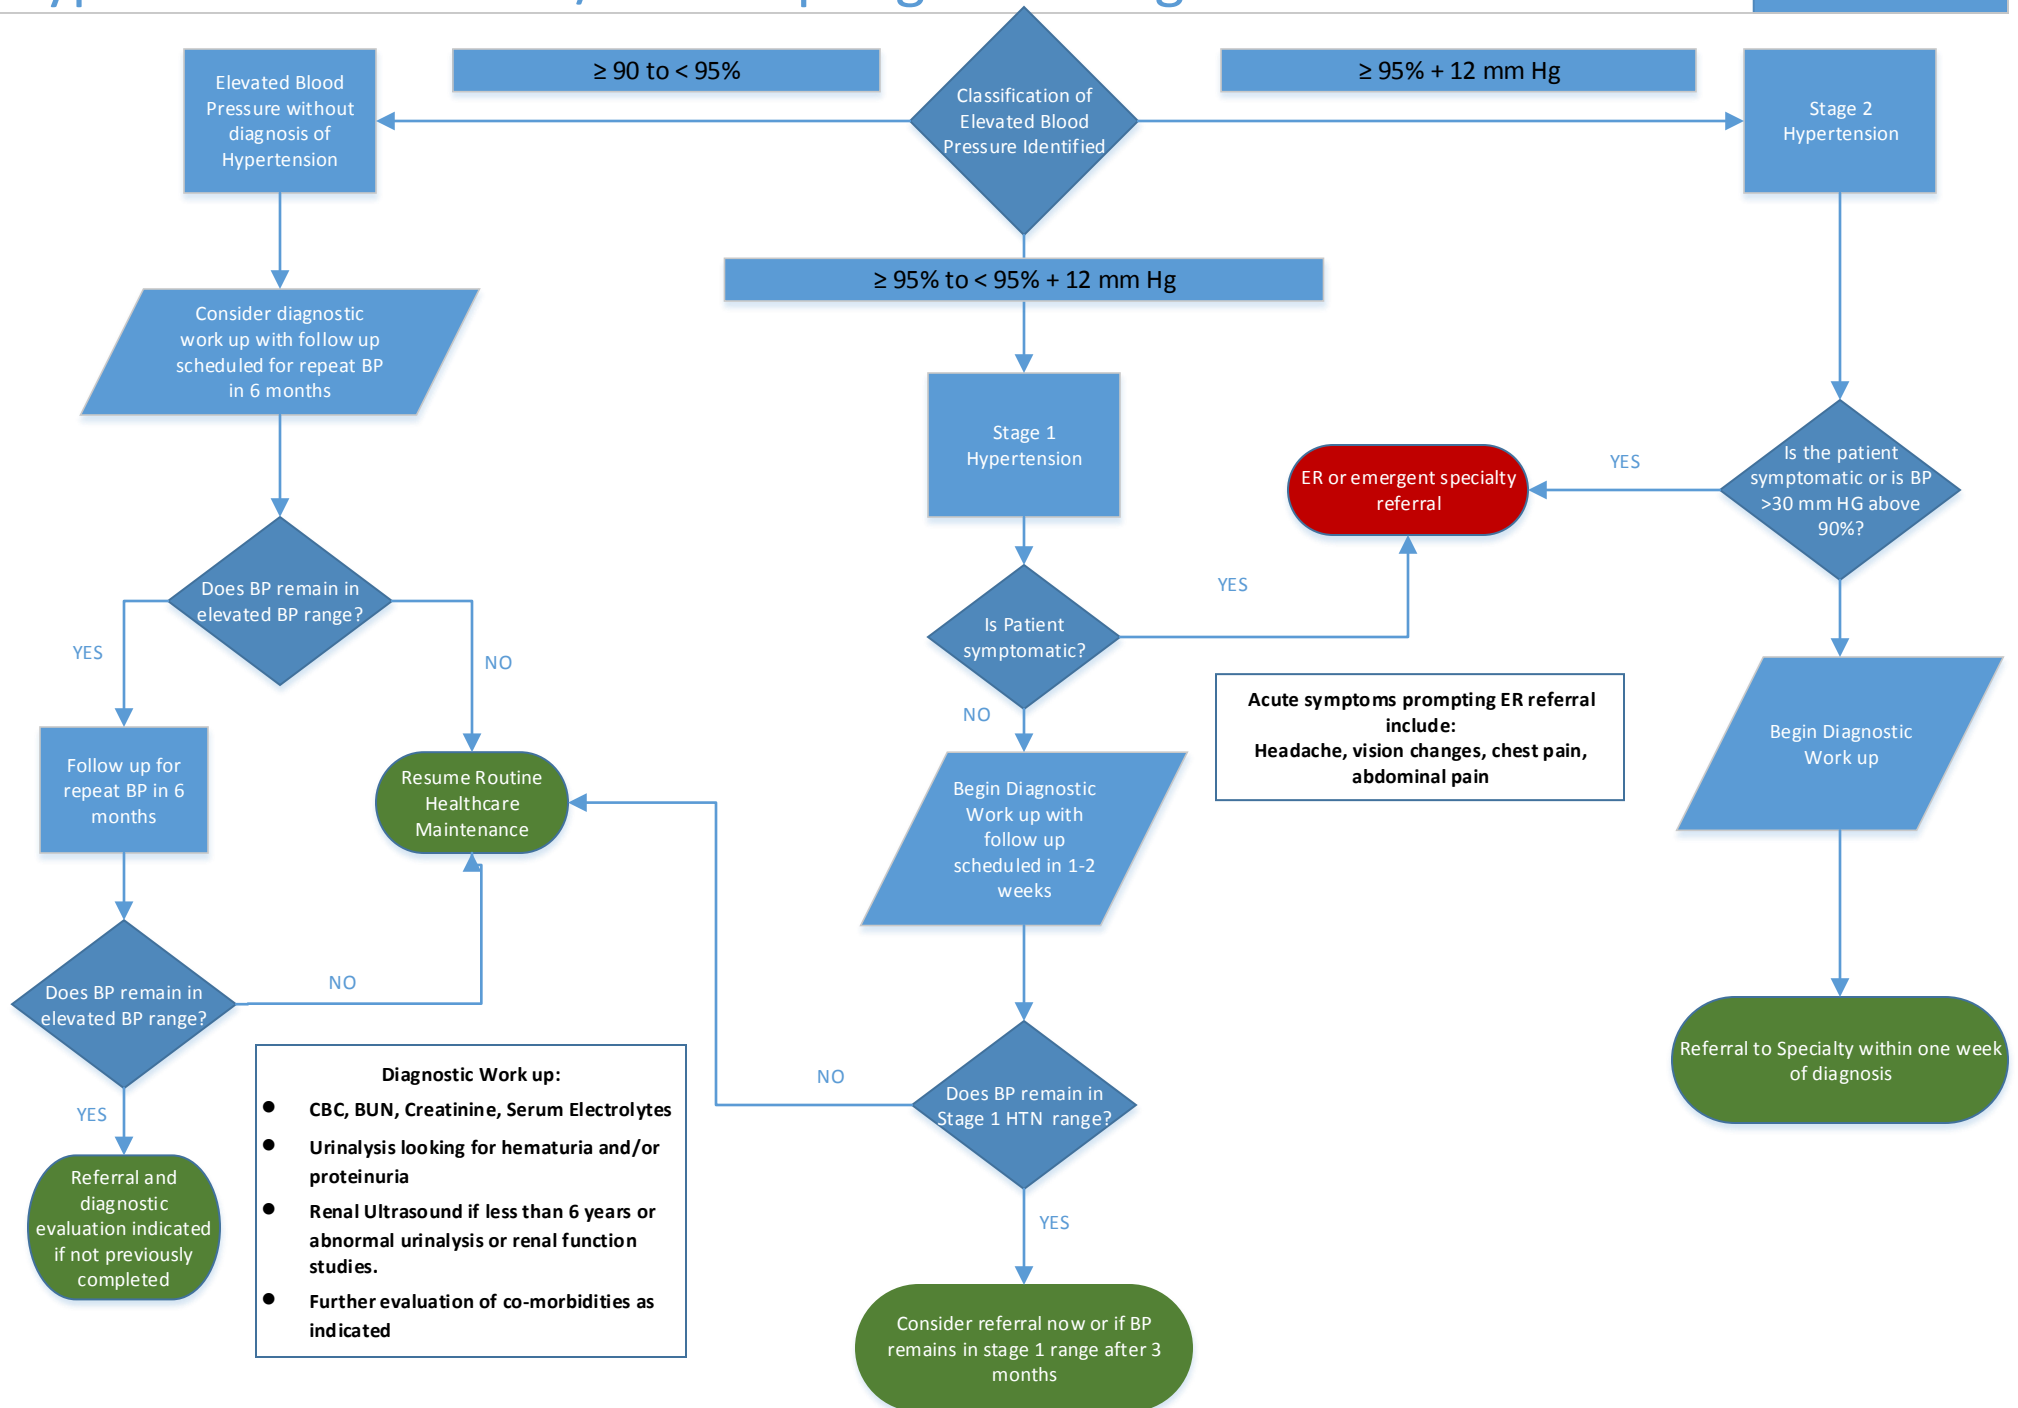 ≥ 90 to < 95%
≥ 95% + 12 mm Hg
Elevated Blood
Pressure without
diagnosis of
Hypertension
Classification of
Elevated Blood
Pressure Identified
Stage 2
Hypertension
≥ 95% to < 95% + 12 mm Hg
Consider diagnostic
work up with follow up
scheduled for repeat BP
in 6 months
Stage 1
Hypertension
ER or emergent specialty
referral
YES
Is the patient
symptomatic or is BP
>30 mm HG above
90%?
Does BP remain in
elevated BP range?
YES
NO
Is Patient
symptomatic?
YES
NO
Acute symptoms prompting ER referral
include:
Headache, vision changes, chest pain,
abdominal pain
Begin Diagnostic
Work up
Follow up for
repeat BP in 6
months
Resume Routine
Healthcare
Maintenance
Begin Diagnostic
Work up with
follow up
scheduled in 1-2
weeks
Does BP remain in
elevated BP range?
NO
YES
Referral to Specialty within one week
of diagnosis
Diagnostic Work up:
● CBC, BUN, Creatinine, Serum Electrolytes
● Urinalysis looking for hematuria and/or
proteinuria
● Renal Ultrasound if less than 6 years or
abnormal urinalysis or renal function
studies.
● Further evaluation of co-morbidities as
indicated
NO
Does BP remain in
Stage 1 HTN range?
YES
Referral and
diagnostic
evaluation indicated
if not previously
completed
Consider referral now or if BP
remains in stage 1 range after 3
months